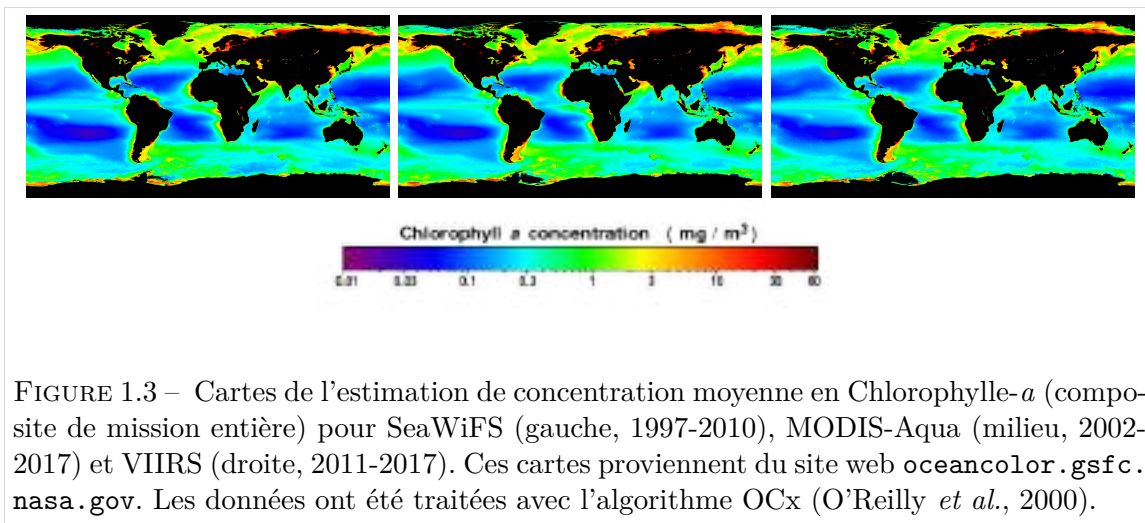 Chlorophyll a concentration ( mg / m³)
0.01 0.03 0.1 0.3 1 3 10 30 60
FIGURE 1.3 – Cartes de l'estimation de concentration moyenne en Chlorophylle-a (compo-
site de mission entière) pour SeaWiFS (gauche, 1997-2010), MODIS-Aqua (milieu, 2002-
2017) et VIIRS (droite, 2011-2017). Ces cartes proviennent du site web oceancolor.gsfc.
nasa.gov. Les données ont été traitées avec l'algorithme OCx (O'Reilly et al., 2000).